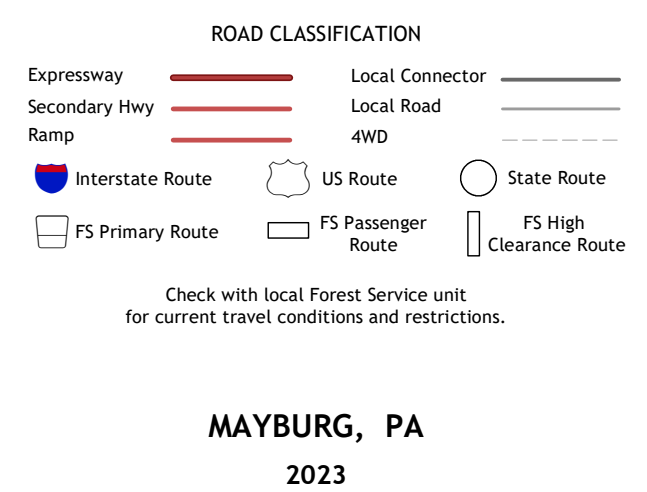 ROAD CLASSIFICATION
Expressway
Local Connector
Secondary Hwy
Local Road
Ramp
4WD
Interstate Route
US Route
State Route
FS Primary Route
FS Passenger
Route
FS High
Clearance Route
Check with local Forest Service unit
for current travel conditions and restrictions.
MAYBURG, PA
2023